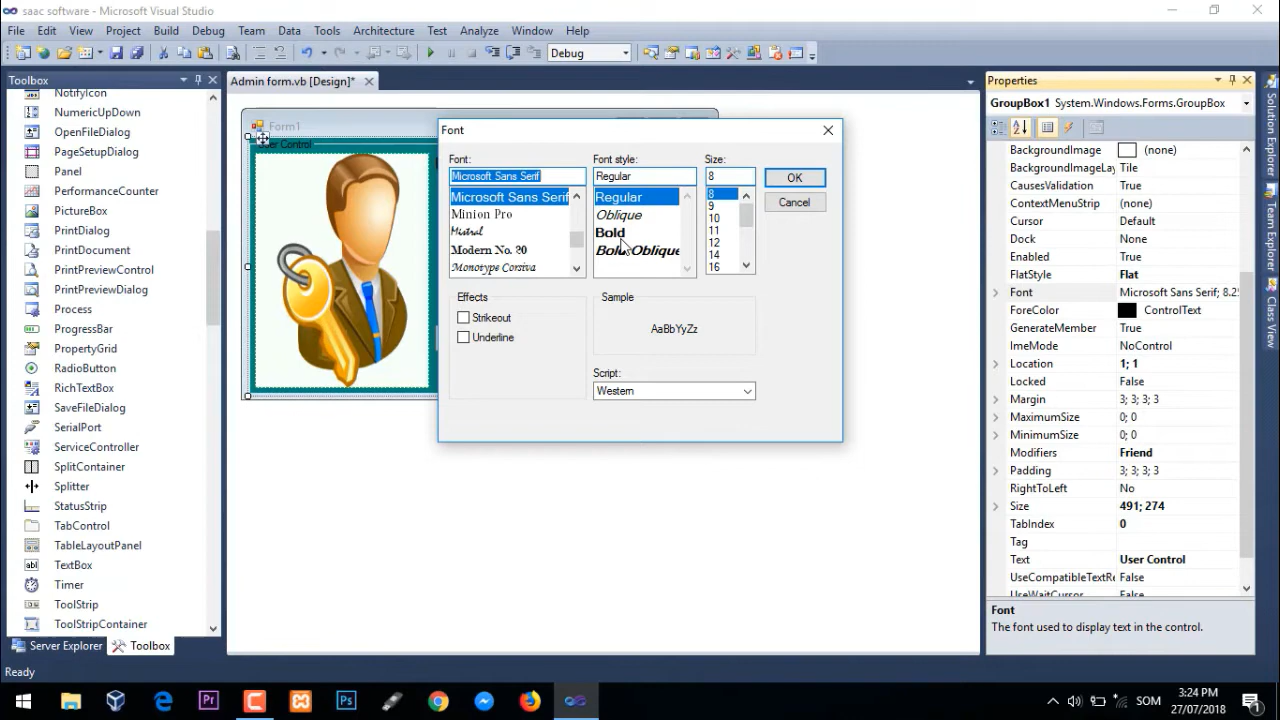 saac software - Microsoft Visual Studio
File Edit View Project Build Debug Team Data Tools Architecture Test Analyze Window Help
Debug
Toolbox
NotifyIcon
NumericUpDown
OpenFileDialog
PageSetupDialog
Panel
PerformanceCounter
PictureBox
PrintDialog
PrintDocument
PrintPreviewControl
PrintPreviewDialog
Process
ProgressBar
PropertyGrid
RadioButton
RichTextBox
SaveFileDialog
SerialPort
ServiceController
SplitContainer
Splitter
StatusStrip
TabControl
TableLayoutPanel
TextBox
Timer
ToolStrip
ToolStripContainer
Server Explorer Toolbox
Admin form.vb [Design]*
Form1
User Control
Font
Font: Font style: Size:
Microsoft Sans Serif Regular 8
Microsoft Sans Serif
Minion Pro
Mistral
Modern No. 20
Monotype Corsiva
Regular
Oblique
Bold
Bold Oblique
8
9
10
11
12
14
16
OK
Cancel
Effects
Strikeout
Underline
Sample
AaBbYyZz
Script:
Western
Properties
GroupBox1 System.Windows.Forms.GroupBox
BackgroundImage (none)
BackgroundImageLay Tile
CausesValidation True
ContextMenuStrip (none)
Cursor Default
Dock None
Enabled True
FlatStyle Flat
Font Microsoft Sans Serif; 8.25
ForeColor ControlText
GenerateMember True
ImeMode NoControl
Location 1; 1
Locked False
Margin 3; 3; 3; 3
MaximumSize 0; 0
MinimumSize 0; 0
Modifiers Friend
Padding 3; 3; 3; 3
RightToLeft No
Size 491; 274
TabIndex 0
Tag
Text User Control
UseCompatibleTextRe False
UseWaitCursor False
Font
The font used to display text in the control.
Solution Explorer
Team Explorer
Class View
Ready
Pr
Ps
SOM
3:24 PM
27/07/2018
1